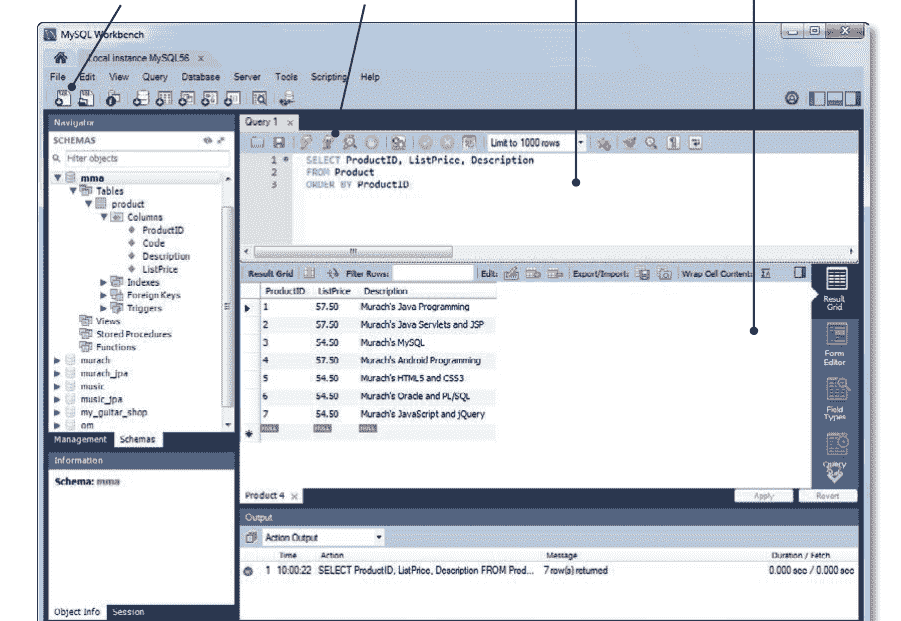 MySQL Workbench
Local instance MySQL56 x
File Edit View Query Database Server Tools Scripting Help
Navigator
SCHEMAS
Filter objects
mma
Tables
product
Columns
ProductID
Code
Description
ListPrice
Indexes
Foreign Keys
Triggers
Views
Stored Procedures
Functions
murach
murach_jpa
music
music_jpa
my_guitar_shop
om
Management Schemas
Information
Schema: mma
Object Info Session
Query 1 x
Limit to 1000 rows
1 SELECT ProductID, ListPrice, Description
2 FROM Product
3 ORDER BY ProductID
Result Grid Filter Rows: Edit: Export/Import: Wrap Cell Content:
ProductID ListPrice Description
1 57.50 Murach's Java Programming
2 57.50 Murach's Java Servlets and JSP
3 54.50 Murach's MySQL
4 57.50 Murach's Android Programming
5 54.50 Murach's HTML5 and CSS3
6 54.50 Murach's Oracle and PL/SQL
7 54.50 Murach's JavaScript and jQuery
NULL NULL NULL
Result
Grid
Form
Editor
Field
Types
Query
Product 4 x
Apply Revert
Output
Action Output
Time Action Message Duration / Fetch
1 10:00:22 SELECT ProductID, ListPrice, Description FROM Prod... 7 row(s) returned 0.000 sec / 0.000 sec